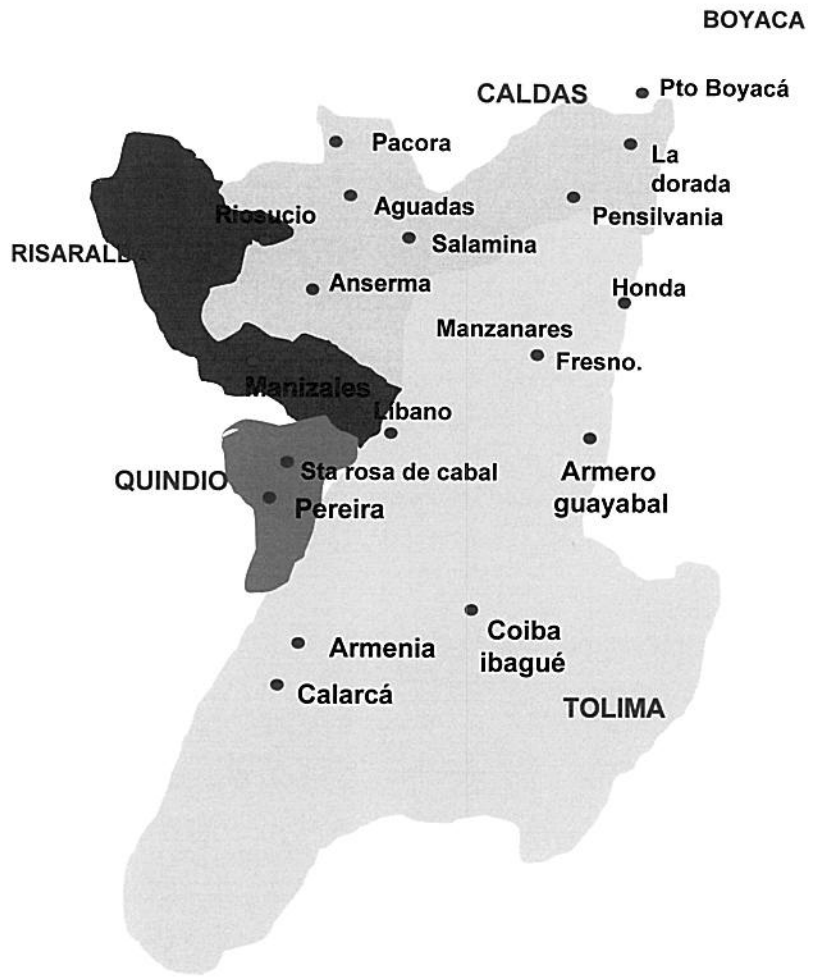 BOYACA
CALDAS
Pto Boyacá
Pacora
La
dorada
Riosucio
Aguadas
Pensilvania
Salamina
RISARALDA
Anserma
Honda
Manzanares
Fresno.
Manizales
Libano
QUINDIO
Sta rosa de cabal
Armero
guayabal
Pereira
Coiba
ibagué
Armenia
Calarcá
TOLIMA